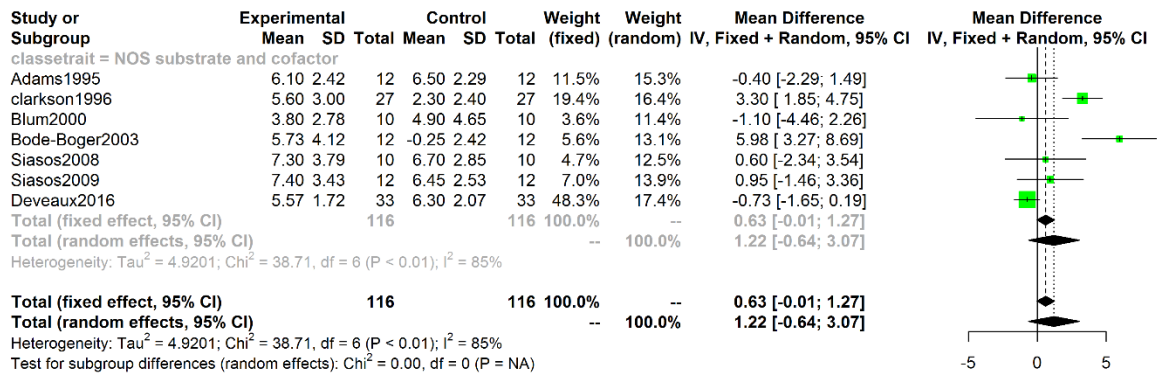 Study or Experimental Control Weight Weight Mean Difference Mean Difference
Subgroup Mean SD Total Mean SD Total (fixed) (random) IV, Fixed + Random, 95% CI IV, Fixed + Random, 95% CI
classetrait = NOS substrate and cofactor
Adams1995 6.10 2.42 12 6.50 2.29 12 11.5% 15.3% -0.40 [-2.29; 1.49]
clarkson1996 5.60 3.00 27 2.30 2.40 27 19.4% 16.4% 3.30 [ 1.85; 4.75]
Blum2000 3.80 2.78 10 4.90 4.65 10 3.6% 11.4% -1.10 [-4.46; 2.26]
Bode-Boger2003 5.73 4.12 12 -0.25 2.42 12 5.6% 13.1% 5.98 [ 3.27; 8.69]
Siasos2008 7.30 3.79 10 6.70 2.85 10 4.7% 12.5% 0.60 [-2.34; 3.54]
Siasos2009 7.40 3.43 12 6.45 2.53 12 7.0% 13.9% 0.95 [-1.46; 3.36]
Deveaux2016 5.57 1.72 33 6.30 2.07 33 48.3% 17.4% -0.73 [-1.65; 0.19]
Total (fixed effect, 95% CI) 116 116 100.0% -- 0.63 [-0.01; 1.27]
Total (random effects, 95% CI) -- 100.0% 1.22 [-0.64; 3.07]
Heterogeneity: Tau² = 4.9201; Chi² = 38.71, df = 6 (P < 0.01); I² = 85%
Total (fixed effect, 95% CI) 116 116 100.0% -- 0.63 [-0.01; 1.27]
Total (random effects, 95% CI) -- 100.0% 1.22 [-0.64; 3.07]
Heterogeneity: Tau² = 4.9201; Chi² = 38.71, df = 6 (P < 0.01); I² = 85%
Test for subgroup differences (random effects): Chi² = 0.00, df = 0 (P = NA)
-5 0 5